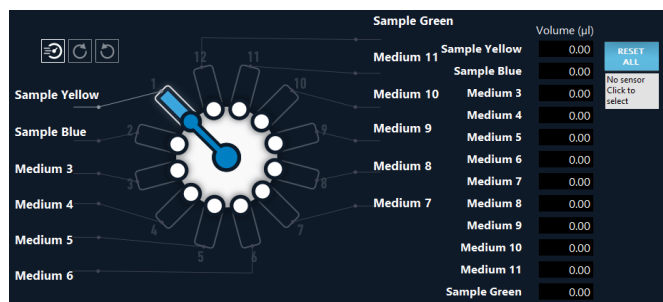 Sample Green
Volume (µl)
Medium 11
Sample Yellow 0.00
RESET ALL
Sample Blue 0.00
No sensor
Click to
select
Sample Yellow
Medium 10
Medium 3 0.00
Medium 4 0.00
Sample Blue
Medium 9
Medium 5 0.00
Medium 3
Medium 8
Medium 6 0.00
Medium 7 0.00
Medium 4
Medium 7
Medium 8 0.00
Medium 5
Medium 9 0.00
Medium 10 0.00
Medium 6
Medium 11 0.00
Sample Green 0.00
1
2
3
4
5
6
7
8
9
10
11
12